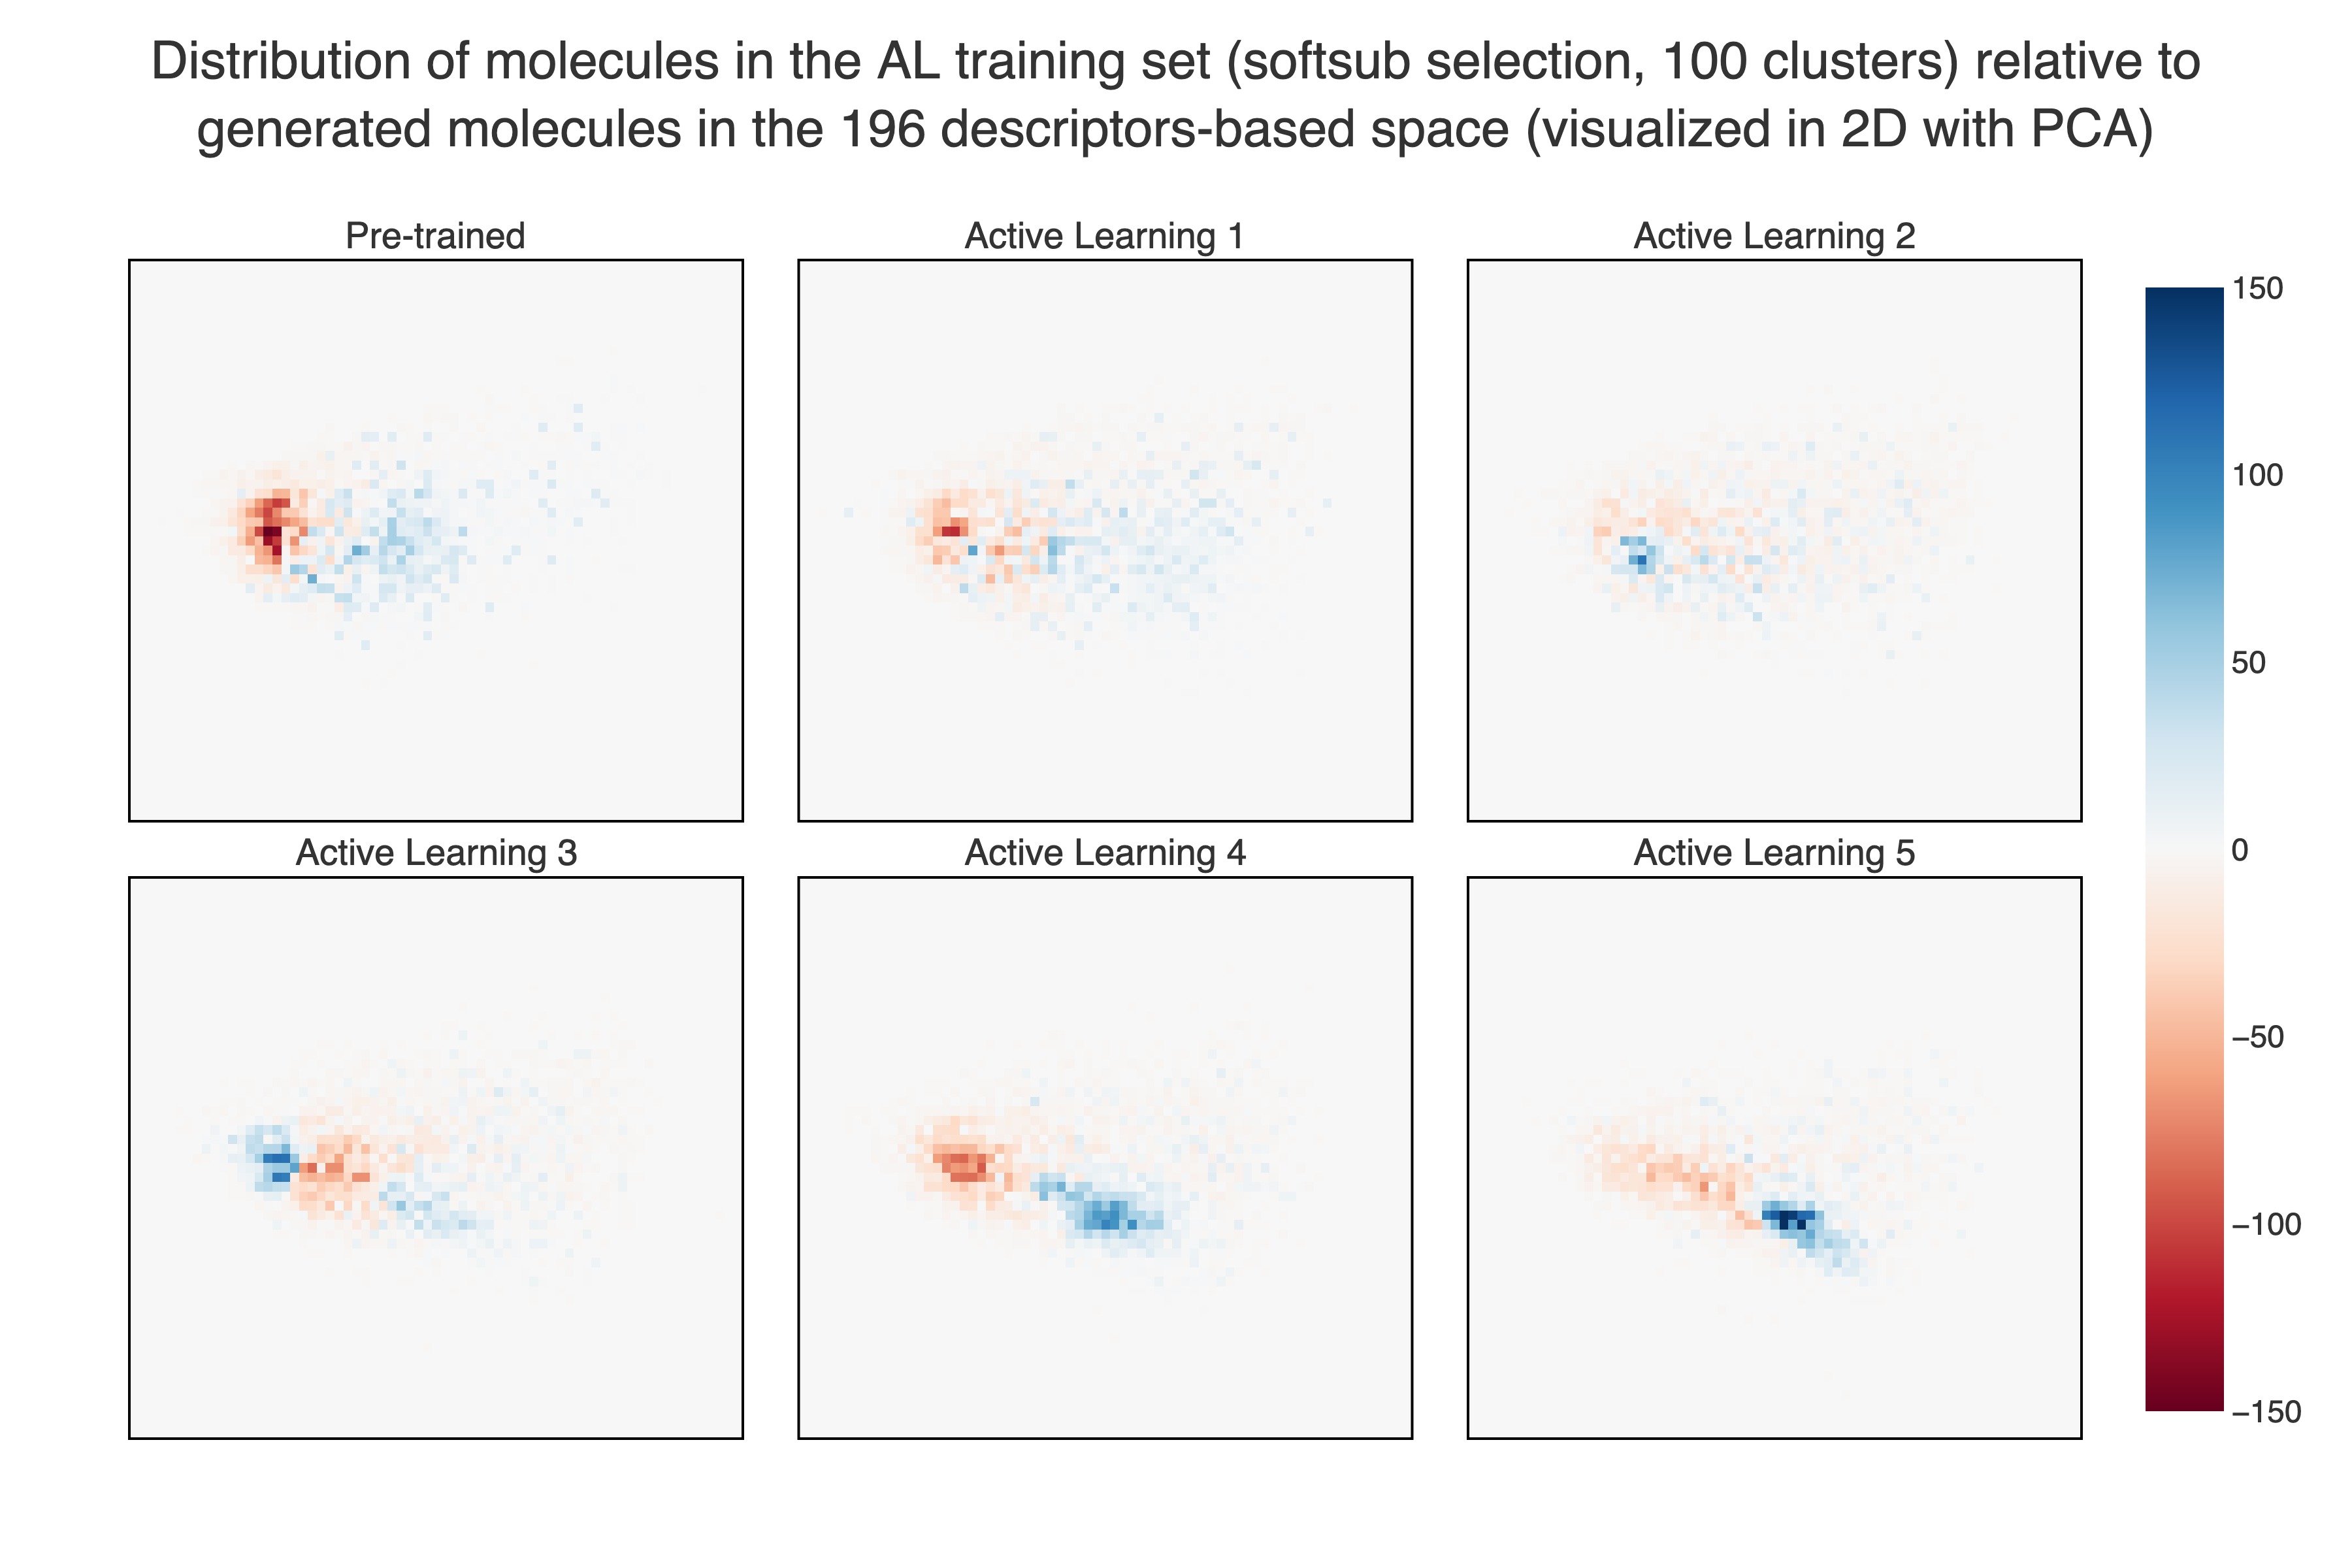 Distribution of molecules in the AL training set (softsub selection, 100 clusters) relative to
generated molecules in the 196 descriptors-based space (visualized in 2D with PCA)
Pre-trained
Active Learning 1
Active Learning 2
Active Learning 3
Active Learning 4
Active Learning 5
150
100
50
0
−50
−100
−150